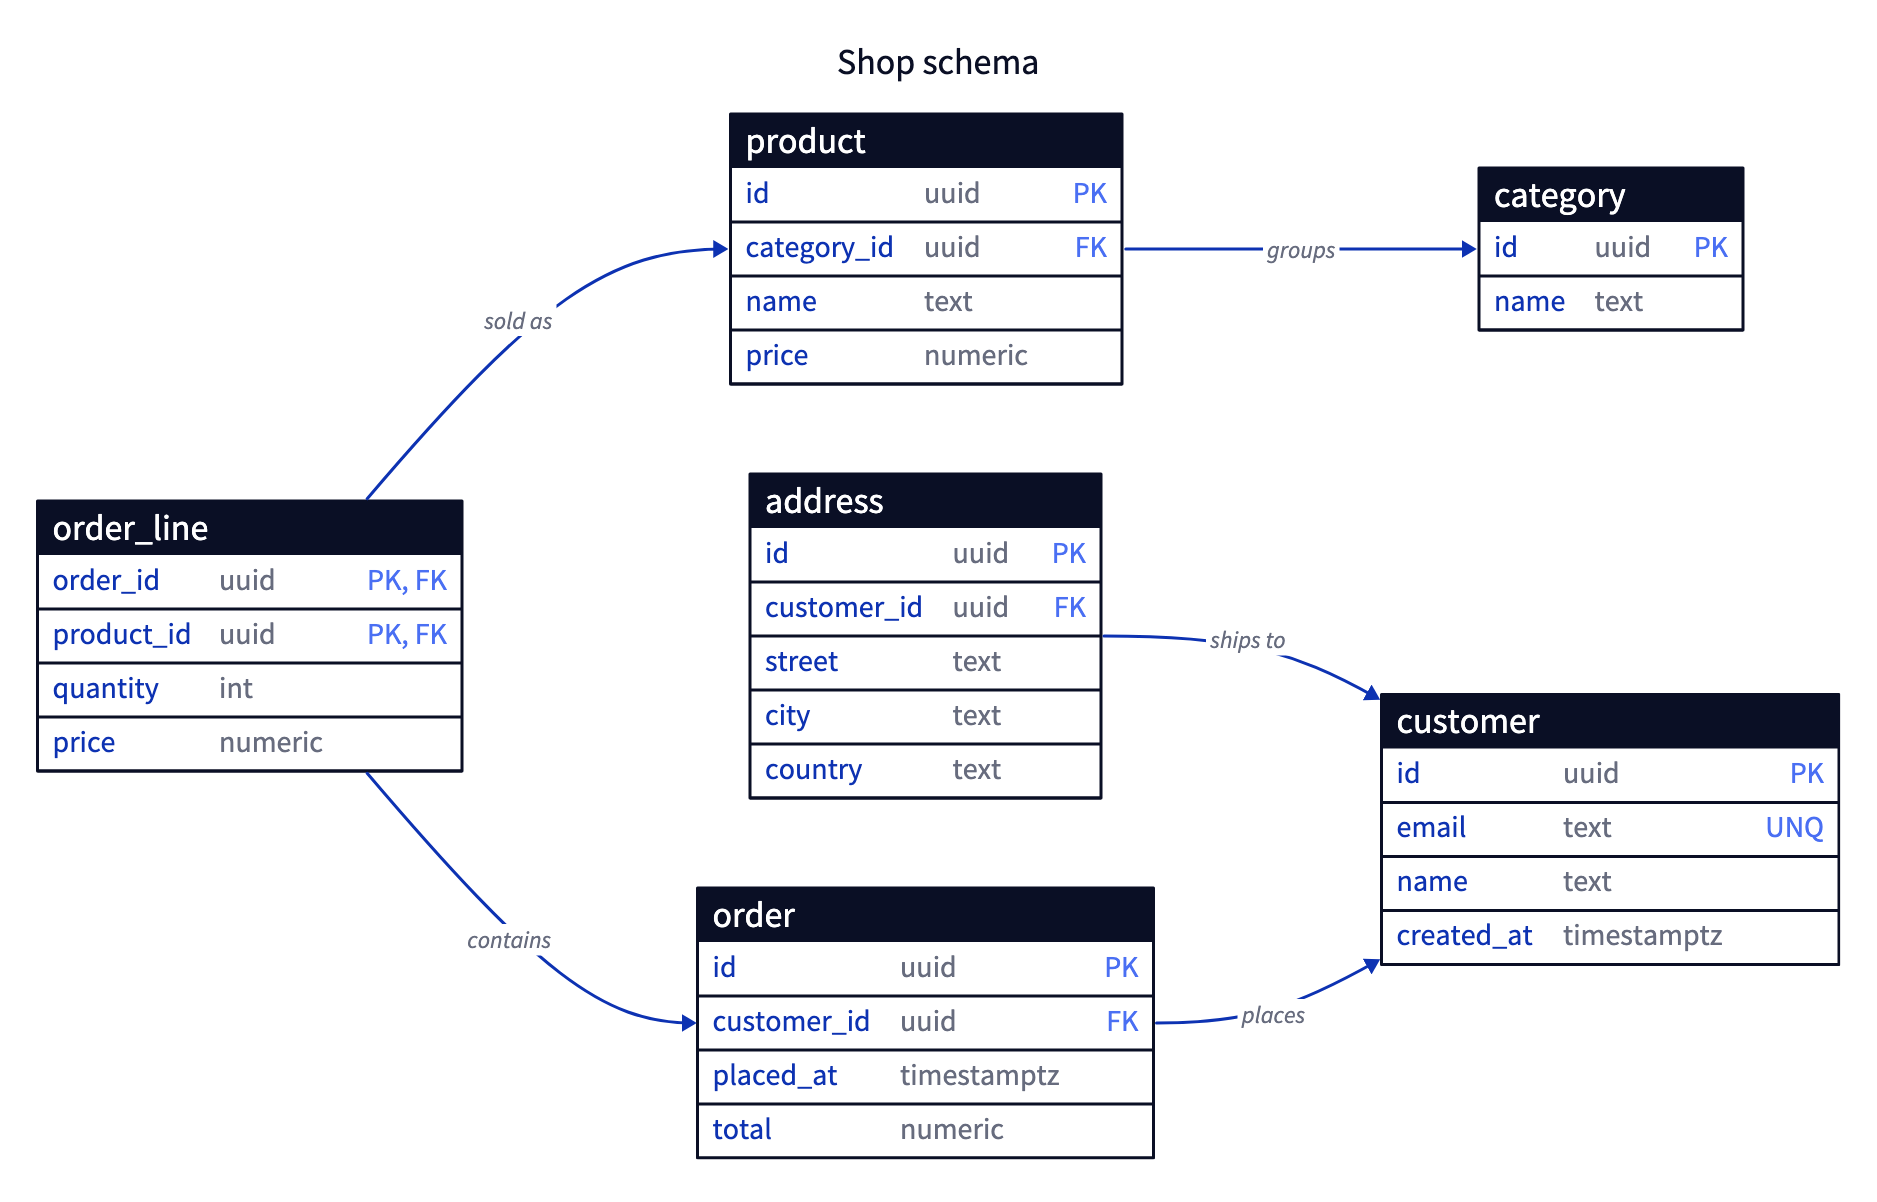 Shop schema
product
id uuid PK
category_id uuid FK
name text
price numeric
groups
category
id uuid PK
name text
sold as
order_line
order_id uuid PK, FK
product_id uuid PK, FK
quantity int
price numeric
address
id uuid PK
customer_id uuid FK
street text
city text
country text
ships to
customer
id uuid PK
email text UNQ
name text
created_at timestamptz
contains
order
id uuid PK
customer_id uuid FK
placed_at timestamptz
total numeric
places